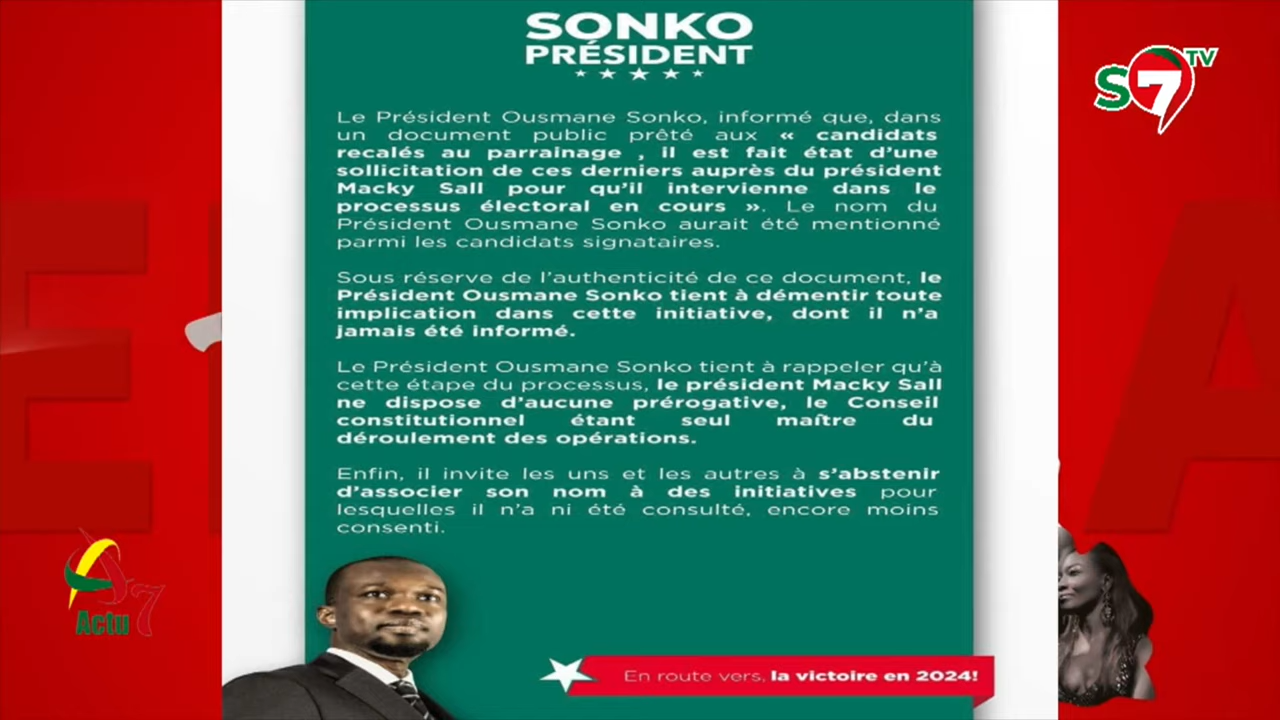 SONKO
PRÉSIDENT
S7 TV
Le Président Ousmane Sonko, informé que, dans
un document public prêté aux « candidats
recalés au parrainage , il est fait état d'une
sollicitation de ces derniers auprès du président
Macky Sall pour qu'il intervienne dans le
processus électoral en cours ». Le nom du
Président Ousmane Sonko aurait été mentionné
parmi les candidats signataires.
Sous réserve de l'authenticité de ce document, le
Président Ousmane Sonko tient à démentir toute
implication dans cette initiative, dont il n'a
jamais été informé.
Le Président Ousmane Sonko tient à rappeler qu'à
cette étape du processus, le président Macky Sall
ne dispose d'aucune prérogative, le Conseil
constitutionnel étant seul maître du
déroulement des opérations.
Enfin, il invite les uns et les autres à s'abstenir
d'associer son nom à des initiatives pour
lesquelles il n'a ni été consulté, encore moins
consenti.
Actu 7
En route vers, la victoire en 2024!